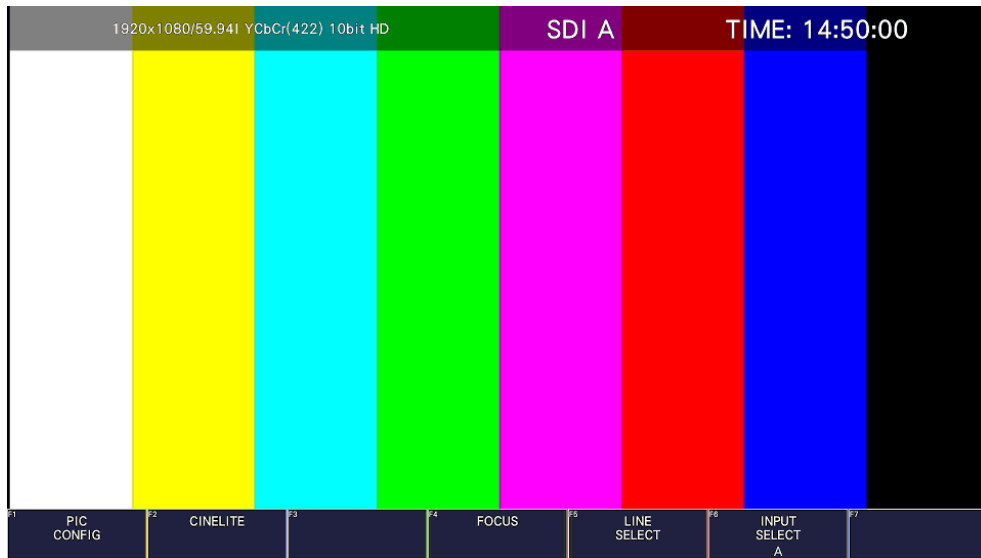 1920x1080/59.94I YCbCr(422) 10bit HD SDI A TIME: 14:50:00
F1 PIC CONFIG
F2 CINELITE
F3
F4 FOCUS
F5 LINE SELECT
F6 INPUT SELECT A
F7